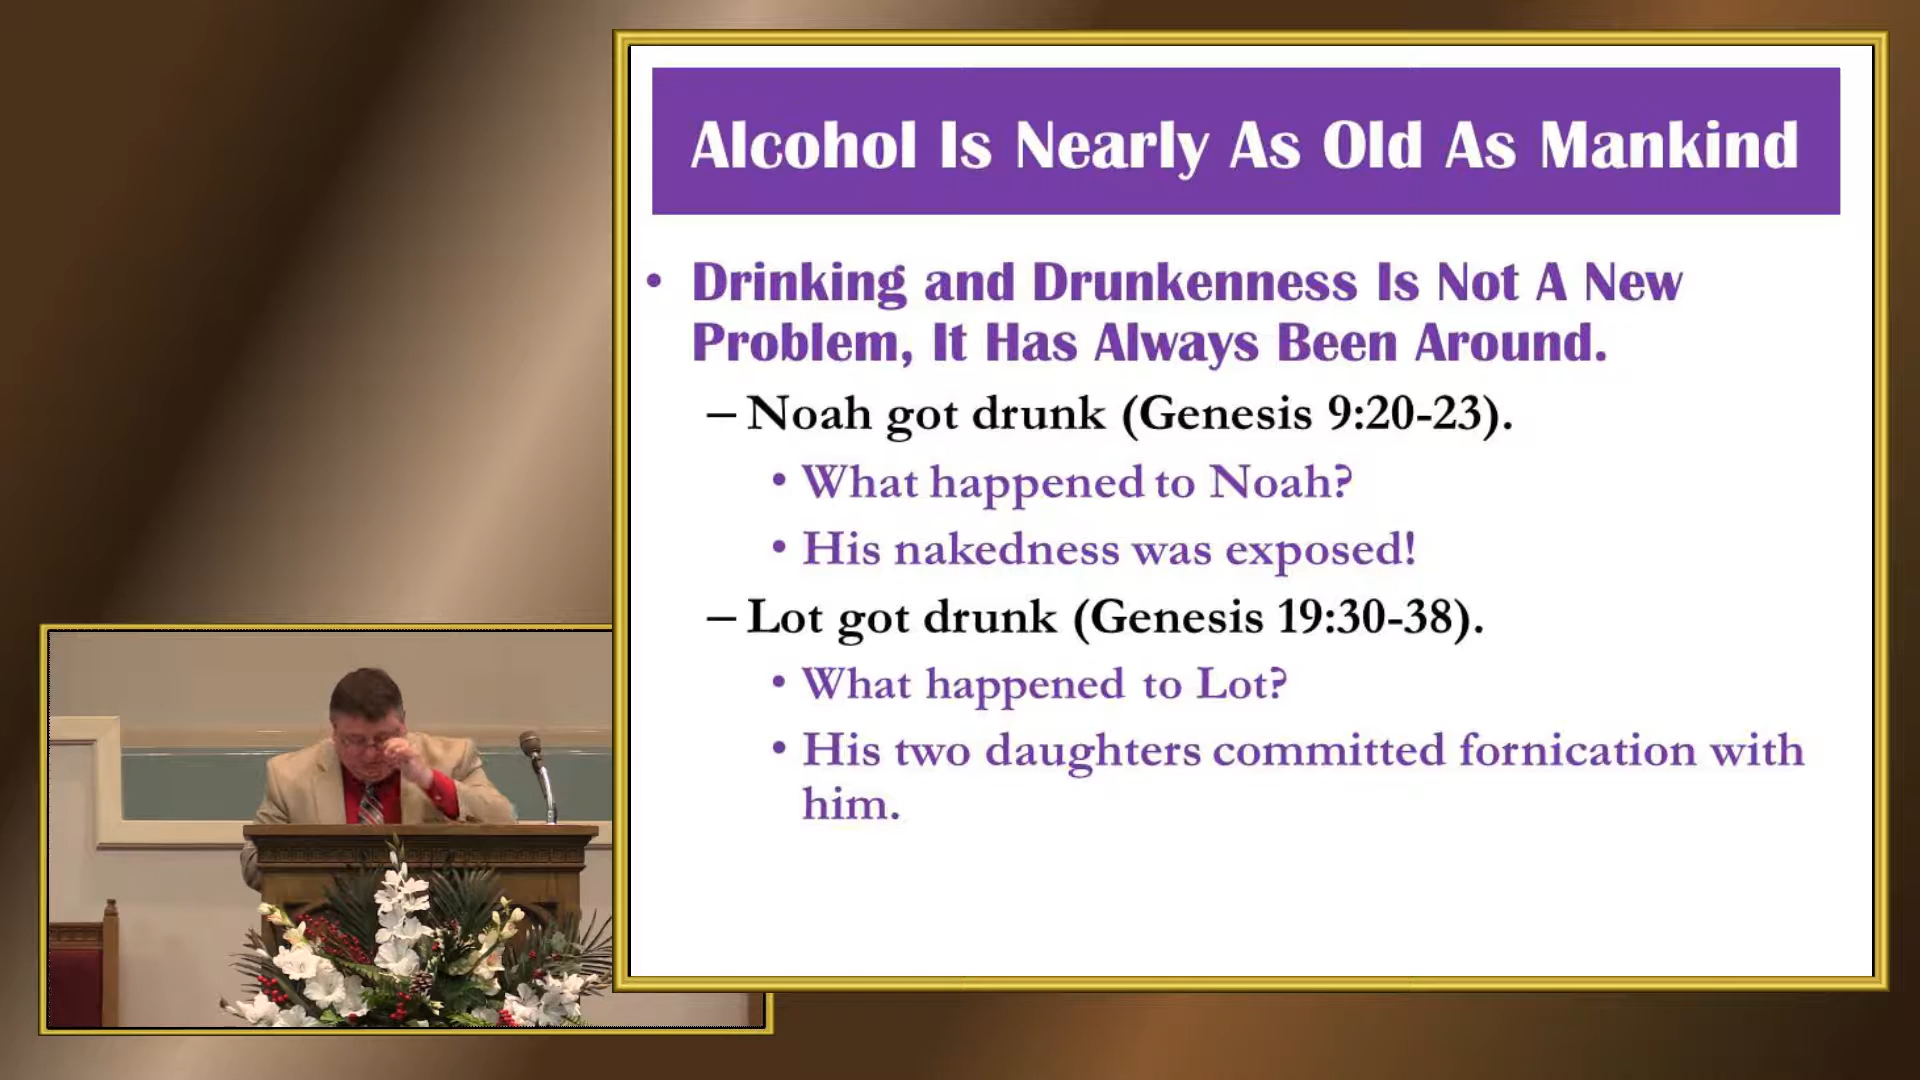 Alcohol Is Nearly As Old As Mankind
• Drinking and Drunkenness Is Not A New
Problem, It Has Always Been Around.
– Noah got drunk (Genesis 9:20-23).
• What happened to Noah?
• His nakedness was exposed!
– Lot got drunk (Genesis 19:30-38).
• What happened to Lot?
• His two daughters committed fornication with
him.